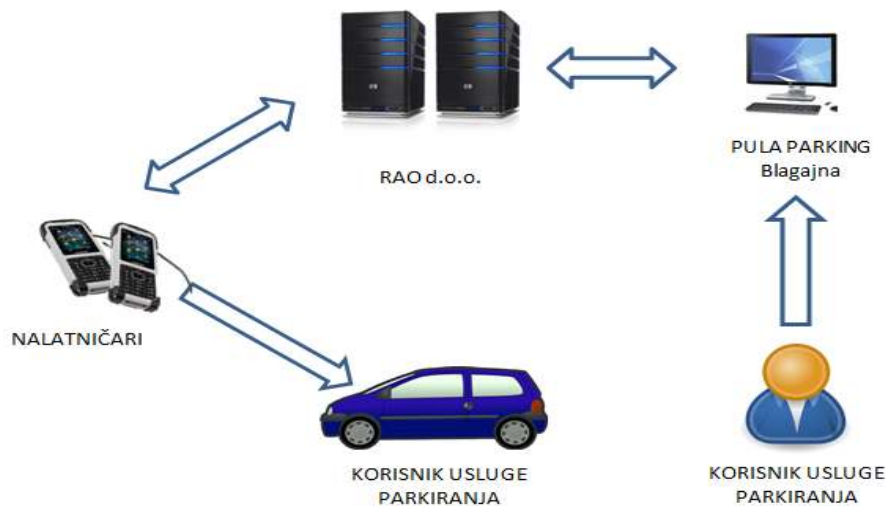 RAO d.o.o.
PULA PARKING
Blagajna
NALATNIČARI
KORISNIK USLUGE
PARKIRANJA
KORISNIK USLUGE
PARKIRANJA